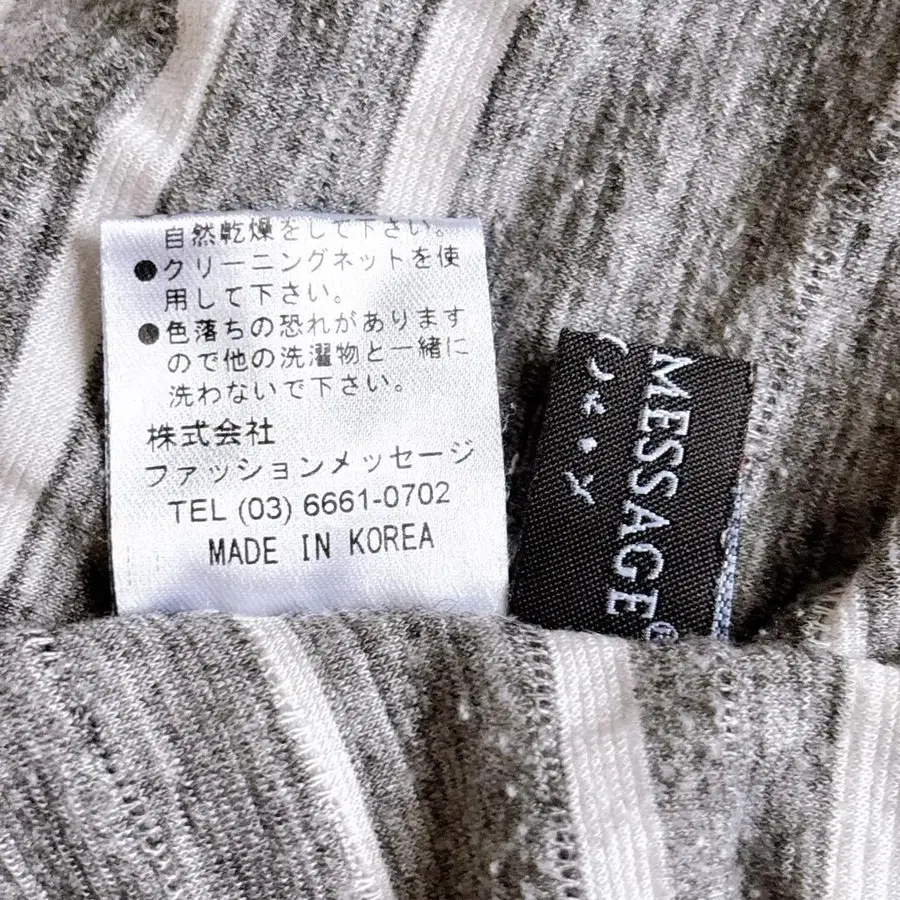 自然乾燥をして下さい。
●クリーニングネットを使
用して下さい。
●色落ちの恐れがあります
ので他の洗濯物と一緒に
洗わないで下さい。
株式会社
ファッションメッセージ
TEL (03) 6661-0702
MADE IN KOREA
MESSAGE®